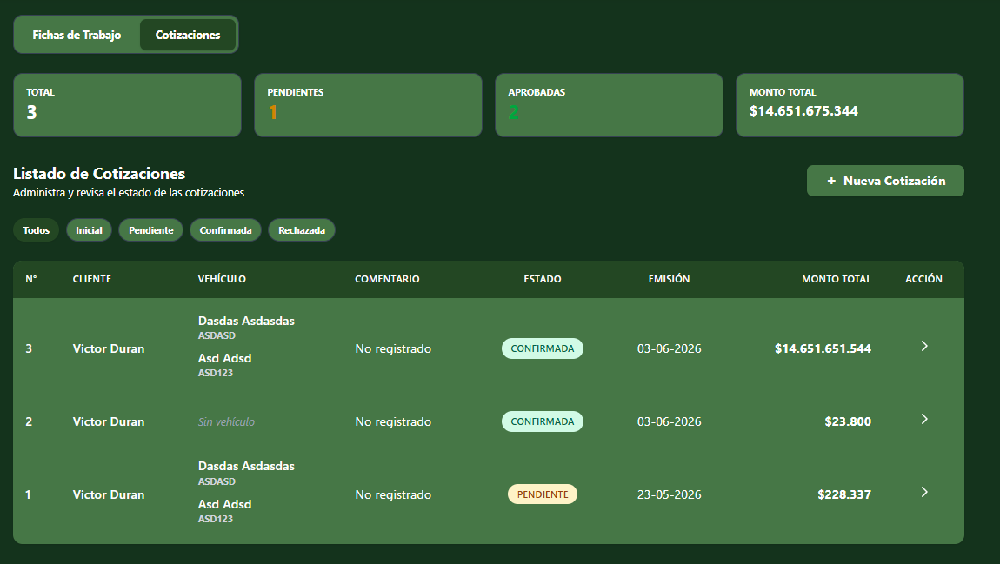 Fichas de Trabajo
Cotizaciones
TOTAL
3
PENDIENTES
1
APROBADAS
2
MONTO TOTAL
$14.651.675.344
Listado de Cotizaciones
Administra y revisa el estado de las cotizaciones
+ Nueva Cotización
Todos
Inicial
Pendiente
Confirmada
Rechazada
N° CLIENTE VEHÍCULO COMENTARIO ESTADO EMISIÓN MONTO TOTAL ACCIÓN
3
Victor Duran
Dasdas Asdasdas
ASDASD
Asd Adsd
ASD123
No registrado
CONFIRMADA
03-06-2026
$14.651.651.544
2
Victor Duran
Sin vehículo
No registrado
CONFIRMADA
03-06-2026
$23.800
1
Victor Duran
Dasdas Asdasdas
ASDASD
Asd Adsd
ASD123
No registrado
PENDIENTE
23-05-2026
$228.337